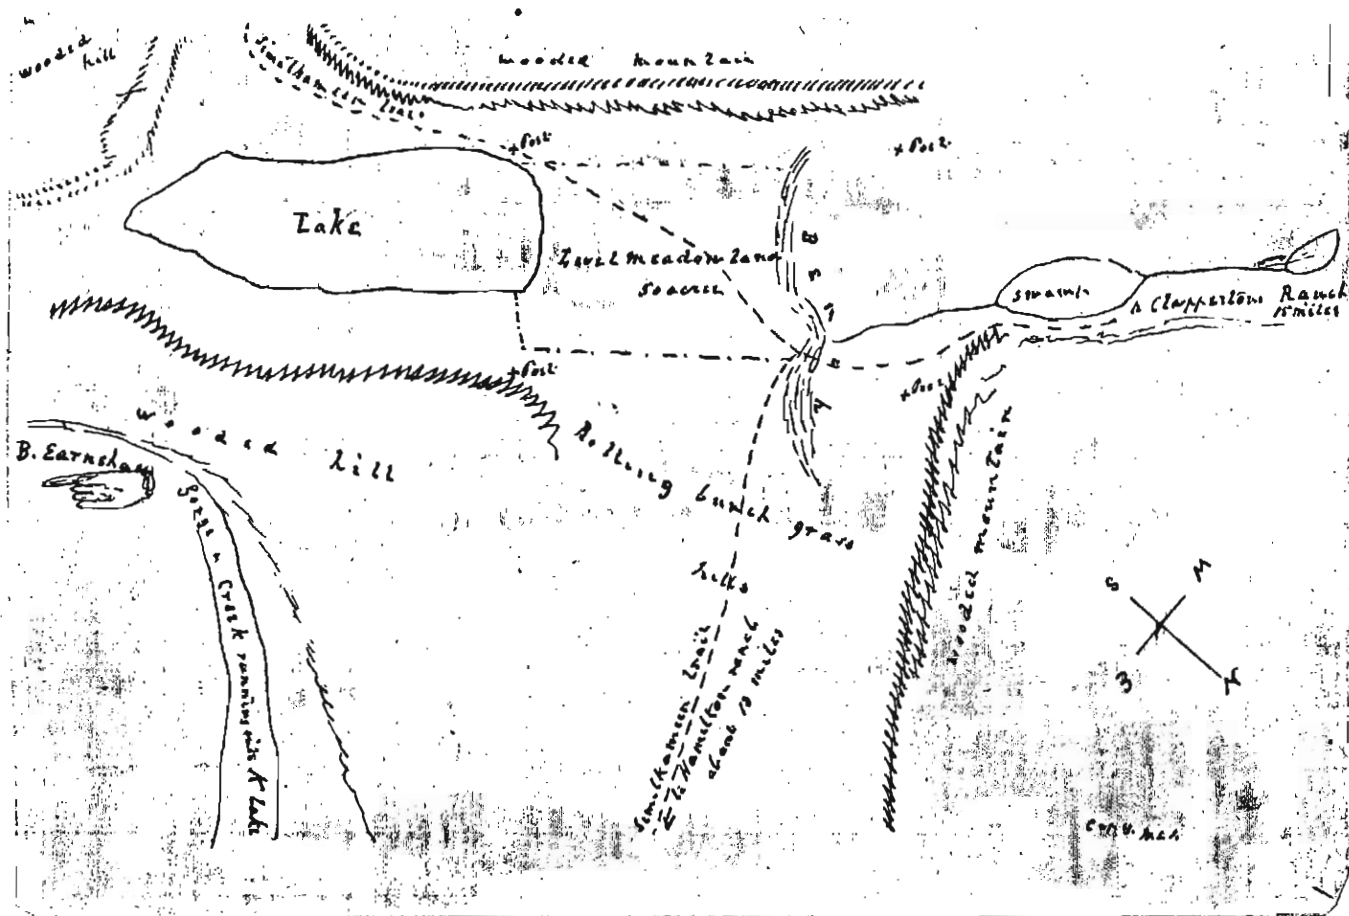 wooded
hill
wooded mountain
Similkameen trail
+ Post
+ Post
Lake
Level meadow land
50 acres
swamp
to Clapperton Ranch
15 miles
+ Post
+ Post
wooded hill
B. Earnshaw
Rolling bunch grass
hills
wooded mountain
Creek running into
Lake
Similkameen trail
to Hamilton ranch
about 13 miles
S
N